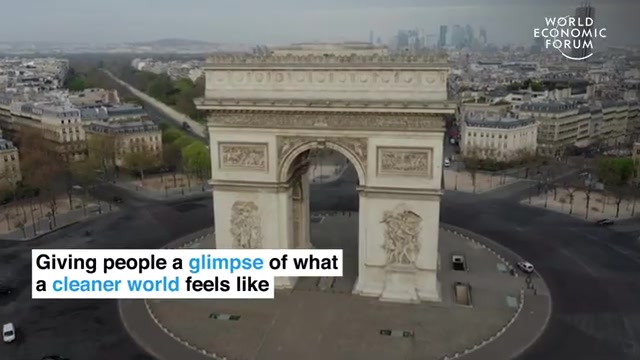 WORLD
ECONOMIC
FORUM
Giving people a glimpse of what
a cleaner world feels like